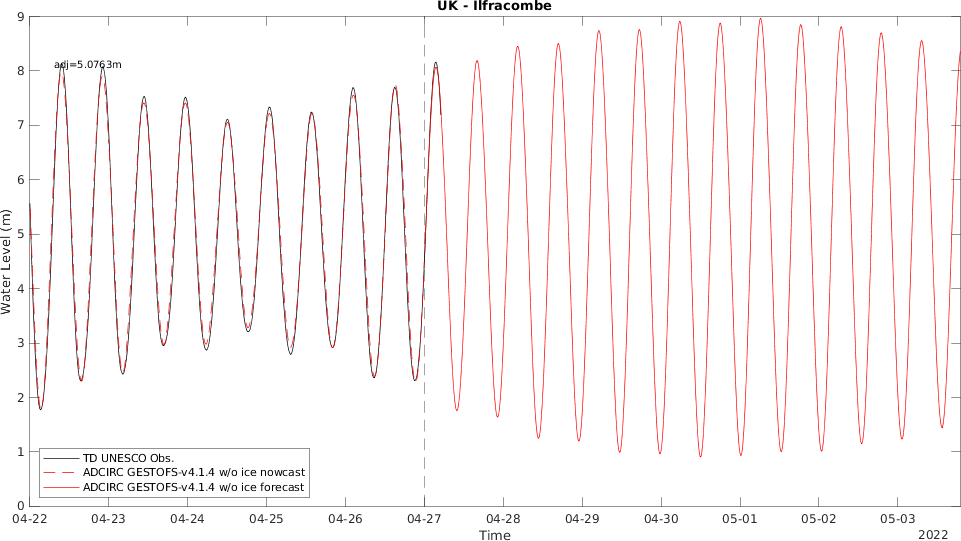 UK - Ilfracombe
adj=5.0763m
9
8
7
6
5
4
3
2
1
0
Water Level (m)
TD UNESCO Obs.
ADCIRC GESTOFS-v4.1.4 w/o ice nowcast
ADCIRC GESTOFS-v4.1.4 w/o ice forecast
04-22 04-23 04-24 04-25 04-26 04-27 04-28 04-29 04-30 05-01 05-02 05-03
Time
2022